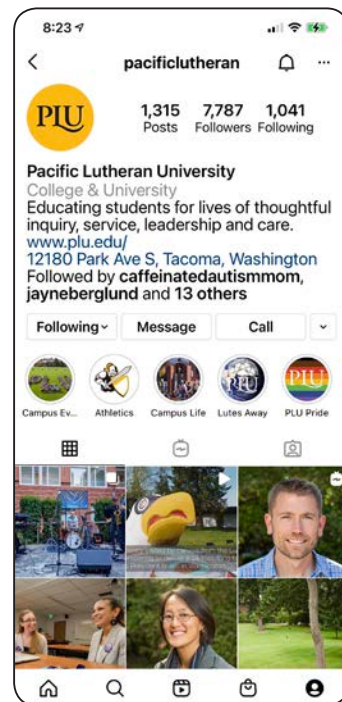 8:23
pacificlutheran
PLU
1,315 7,787 1,041
Posts Followers Following
Pacific Lutheran University
College & University
Educating students for lives of thoughtful
inquiry, service, leadership and care.
www.plu.edu/
12180 Park Ave S, Tacoma, Washington
Followed by caffeinatedautismmom,
jayneberglund and 13 others
Following Message Call
PLU PLU
Campus Ev... Athletics Campus Life Lutes Away PLU Pride